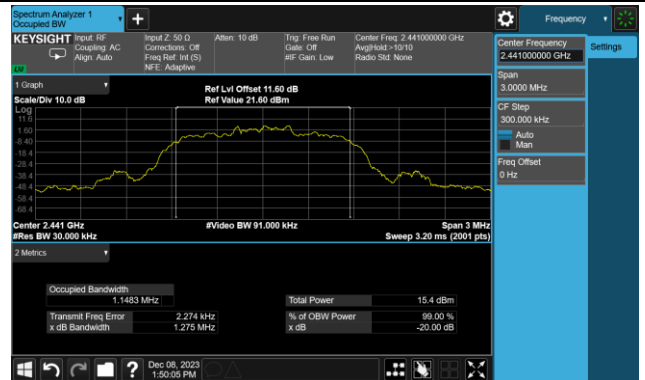 Spectrum Analyzer 1
Occupied BW
+
Frequency
KEYSIGHT
Input: RF
Coupling: AC
Align: Auto
Input Z: 50 Ω
Corrections: Off
Freq Ref: Int (S)
NFE: Adaptive
Atten: 10 dB
Trig: Free Run
Gate: Off
#IF Gain: Low
Center Freq: 2.441000000 GHz
Avg|Hold:>10/10
Radio Std: None
Center Frequency
2.441000000 GHz
Settings
Span
3.0000 MHz
CF Step
300.000 kHz
Auto
Man
Freq Offset
0 Hz
1 Graph
Scale/Div 10.0 dB
Ref Lvl Offset 11.60 dB
Ref Value 21.60 dBm
Log
11.6
1.60
-8.40
-18.4
-28.4
-38.4
-48.4
-58.4
-68.4
Center 2.441 GHz
#Res BW 30.000 kHz
#Video BW 91.000 kHz
Span 3 MHz
Sweep 3.20 ms (2001 pts)
2 Metrics
Occupied Bandwidth
1.1483 MHz
Total Power 15.4 dBm
Transmit Freq Error 2.274 kHz
% of OBW Power 99.00 %
x dB Bandwidth 1.275 MHz
x dB -20.00 dB
?
Dec 08, 2023
1:50:05 PM